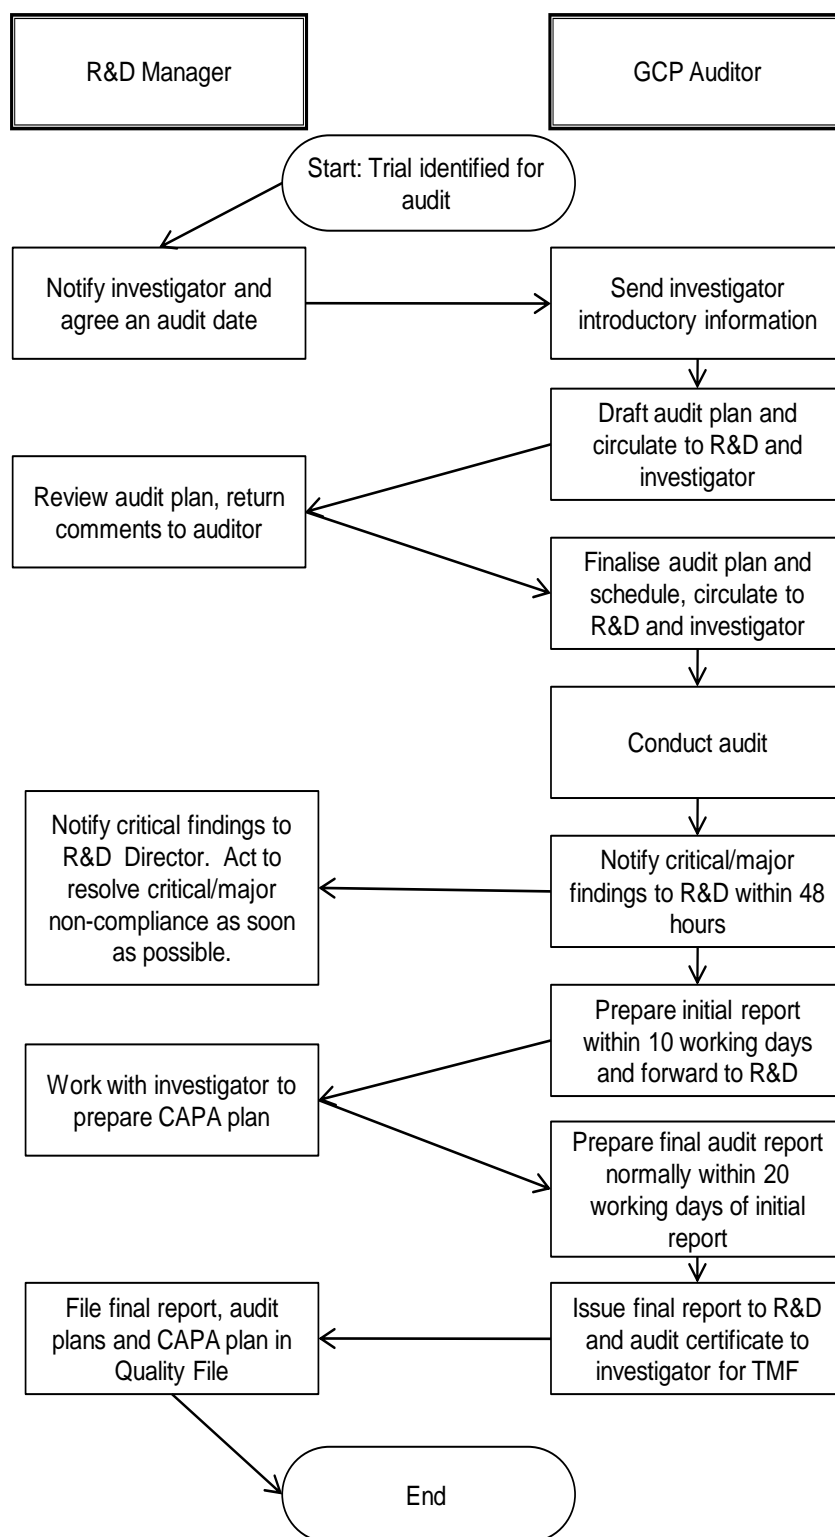 R&D Manager
GCP Auditor
Start: Trial identified for
audit
Notify investigator and
agree an audit date
Send investigator
introductory information
Draft audit plan and
circulate to R&D and
investigator
Review audit plan, return
comments to auditor
Finalise audit plan and
schedule, circulate to
R&D and investigator
Conduct audit
Notify critical findings to
R&D Director. Act to
resolve critical/major
non-compliance as soon
as possible.
Notify critical/major
findings to R&D within 48
hours
Prepare initial report
within 10 working days
and forward to R&D
Work with investigator to
prepare CAPA plan
Prepare final audit report
normally within 20
working days of initial
report
File final report, audit
plans and CAPA plan in
Quality File
Issue final report to R&D
and audit certificate to
investigator for TMF
End